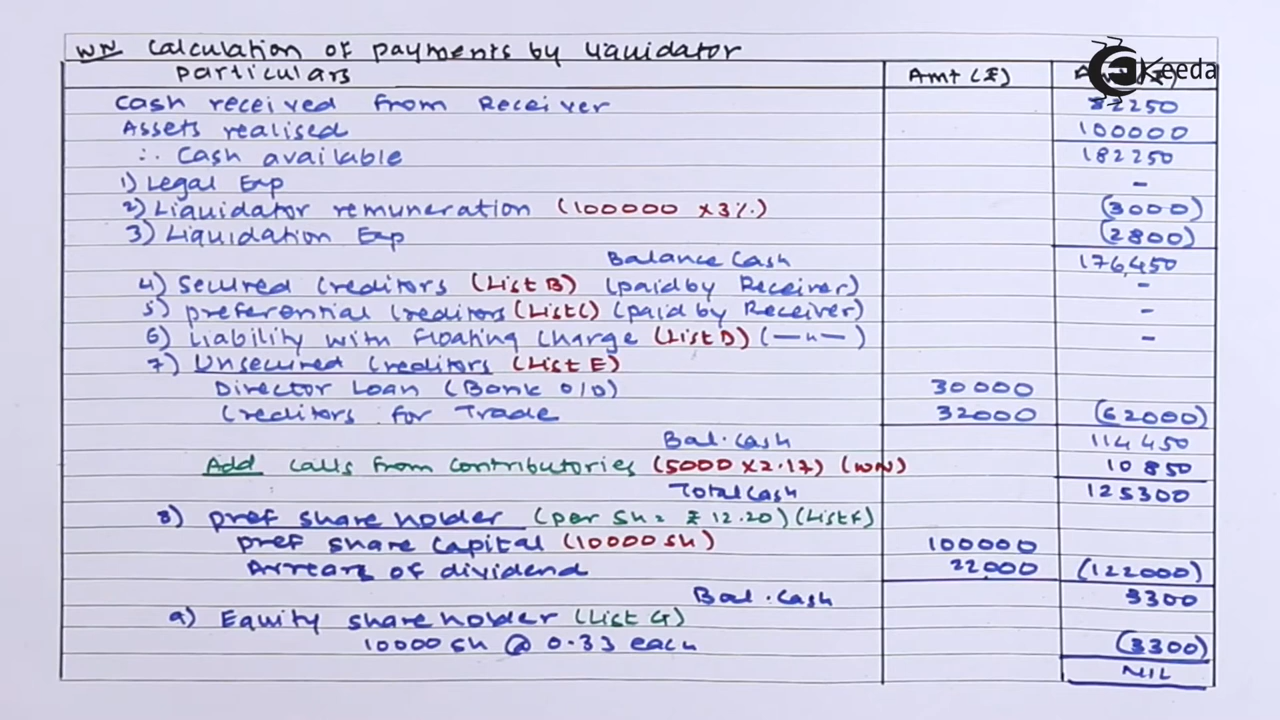 WN Calculation of payments by Liquidator
Particulars Amt (₹)
Keeda
Cash received from Receiver 82250
Assets realised 100000
∴ Cash available 182250
1) Legal Exp -
2) Liquidator remuneration (100000 x 3%) (3000)
3) Liquidation Exp (2800)
Balance Cash 176,450
4) Secured Creditors (List B) (paid by Receiver) -
5) preferential Creditors (List C) (paid by Receiver) -
6) Liability with Floating Charge (List D) (—〃—) -
7) Unsecured Creditors (List E)
Director Loan (Bank O/D) 30000
Creditors for Trade 32000 (62000)
Bal. Cash 114450
Add Calls from contributories (5000 x 2.17) (WN) 10850
Total Cash 125300
8) pref share holder (per sh = ₹ 12.20) (List F)
pref share capital (10000 sh) 100000
Arrears of dividend 22,000 (122000)
Bal. Cash 3300
9) Equity share holder (List G)
10000 sh @ 0.33 each (3300)
NIL